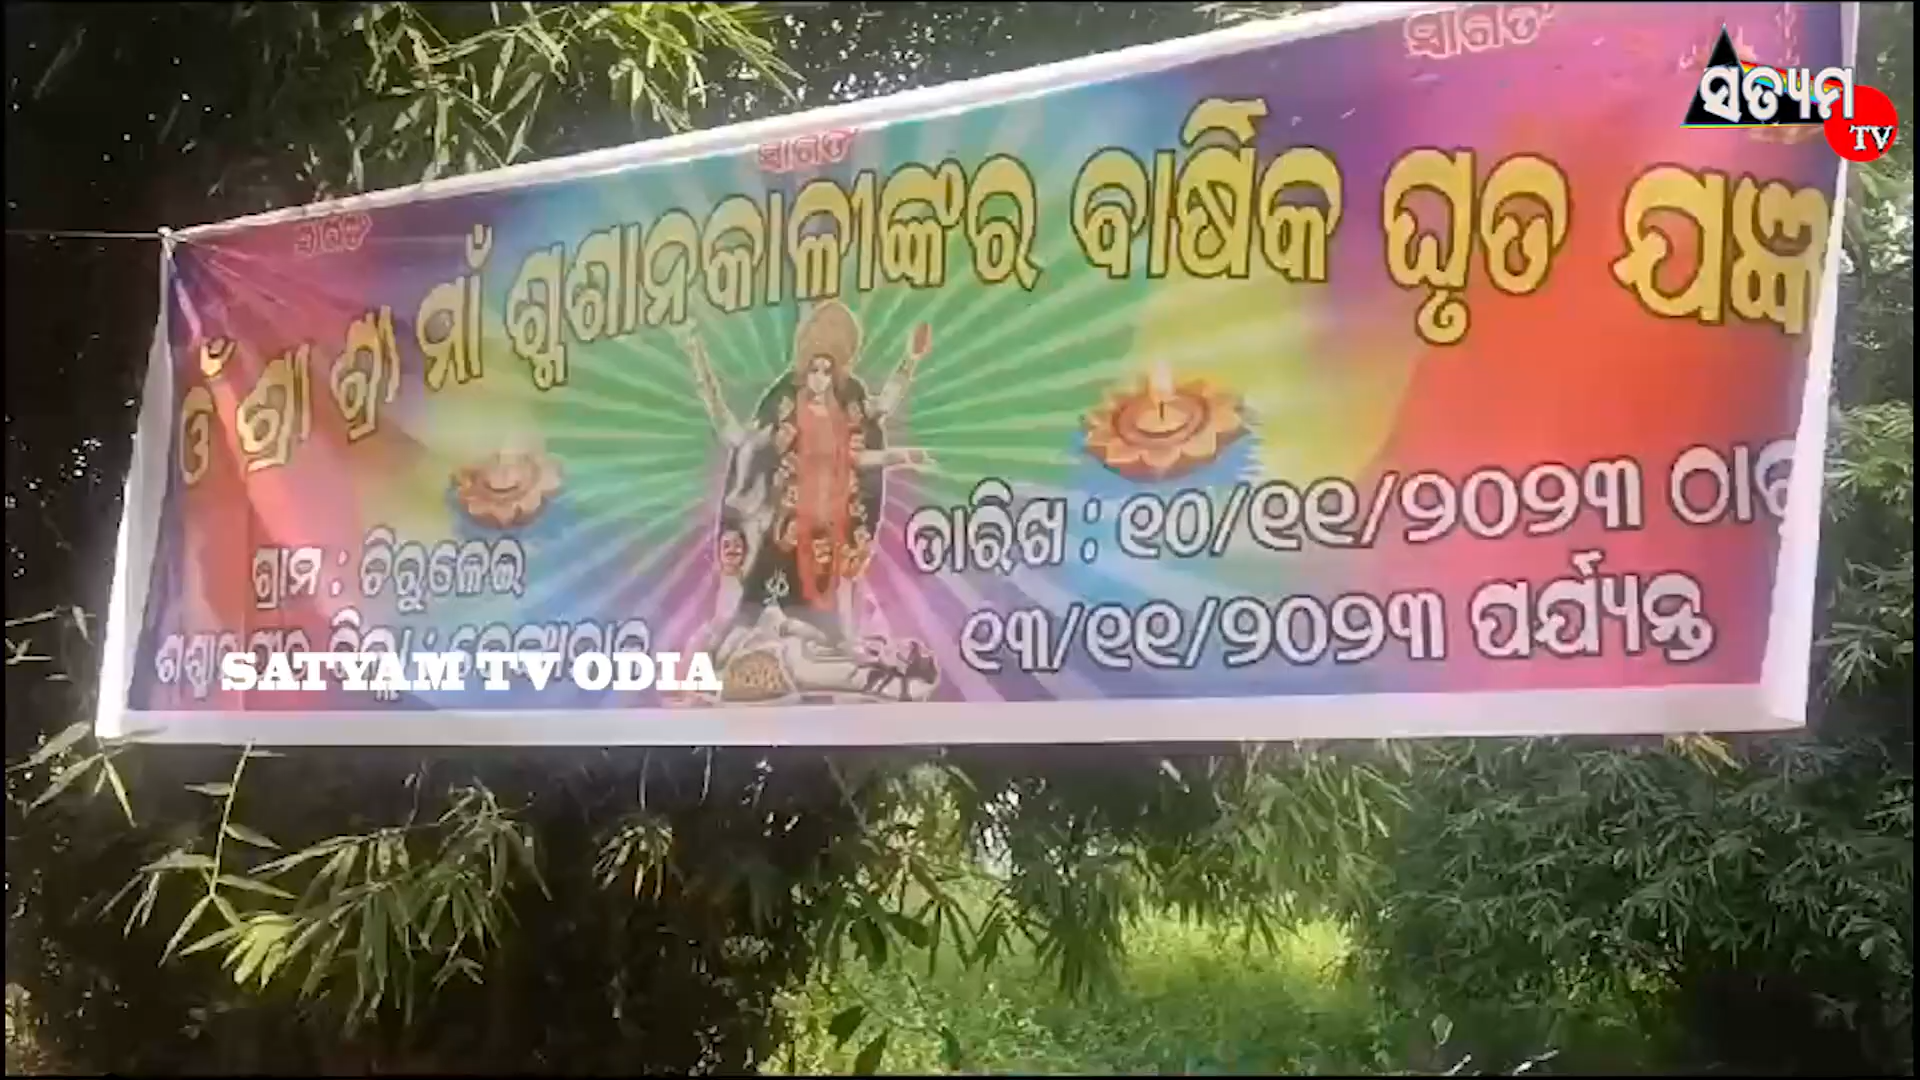 ସ୍ୱାଗତଂ
ସ୍ୱାଗତଂ
ସ୍ୱାଗତଂ
ସତ୍ୟମ
TV
ଓଁ ଶ୍ରୀ ଶ୍ରୀ ମାଁ ଶ୍ମଶାନକାଳୀଙ୍କର ବାର୍ଷିକ ଘୃତ ଯଜ୍ଞ
ଗ୍ରାମ : ଚିରୁଳେଇ
ତାରିଖ : ୧୦/୧୧/୨୦୨୩ ଠାରୁ
୧୩/୧୧/୨୦୨୩ ପର୍ଯ୍ୟନ୍ତ
SATYAM TV ODIA